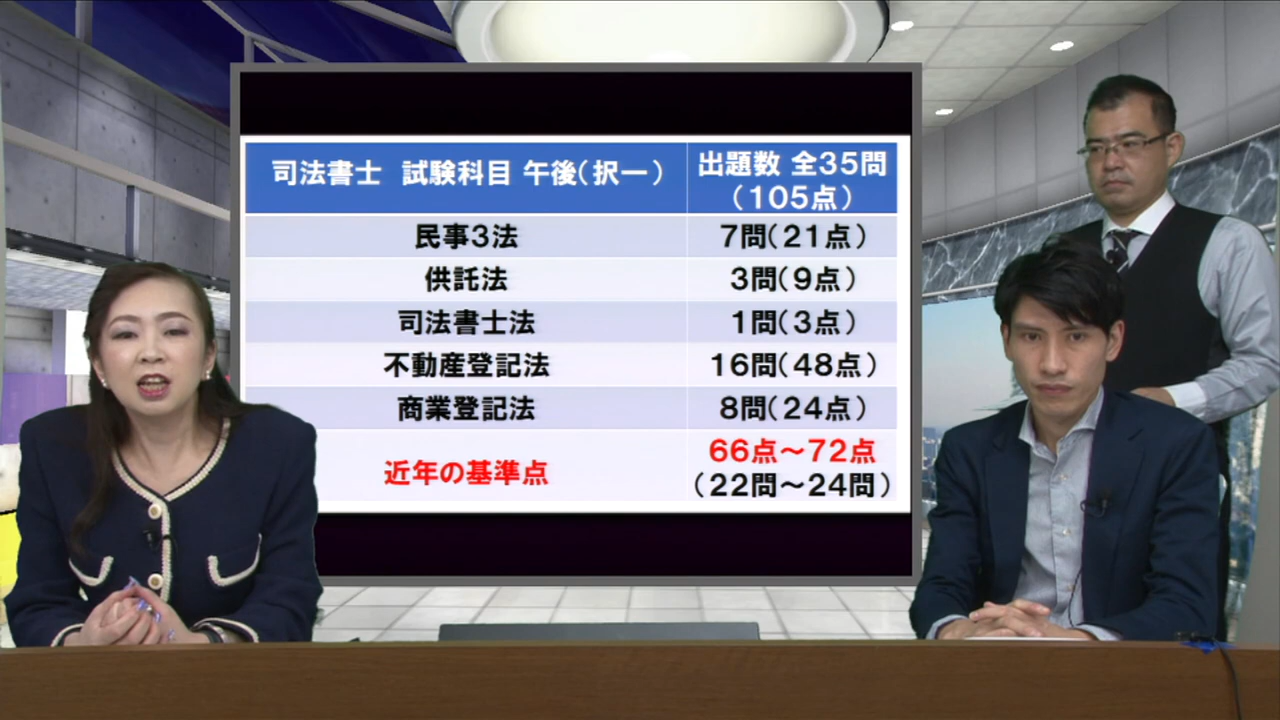 司法書士 試験科目 午後(択一) 出題数 全35問
(105点)
民事3法 7問(21点)
供託法 3問(9点)
司法書士法 1問(3点)
不動産登記法 16問(48点)
商業登記法 8問(24点)
近年の基準点 66点～72点
(22問～24問)